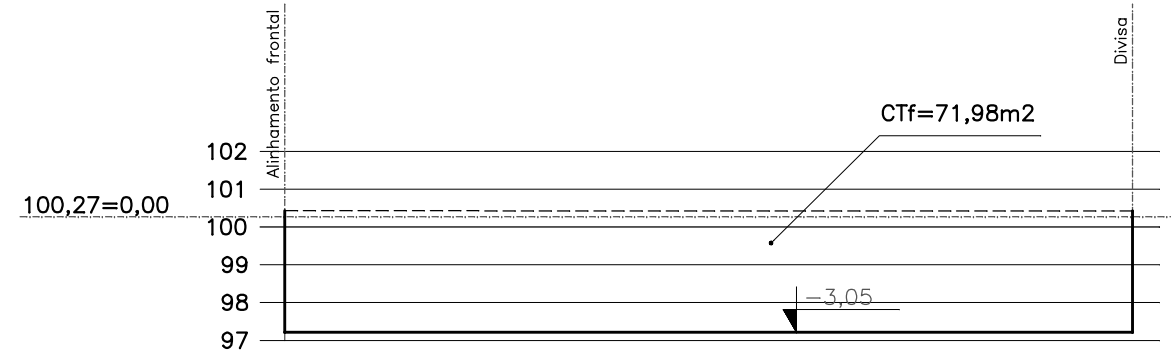 Alinhamento frontal
Divisa
CTf=71,98m2
102
101
100,27=0,00
100
99
98
−3,05
97